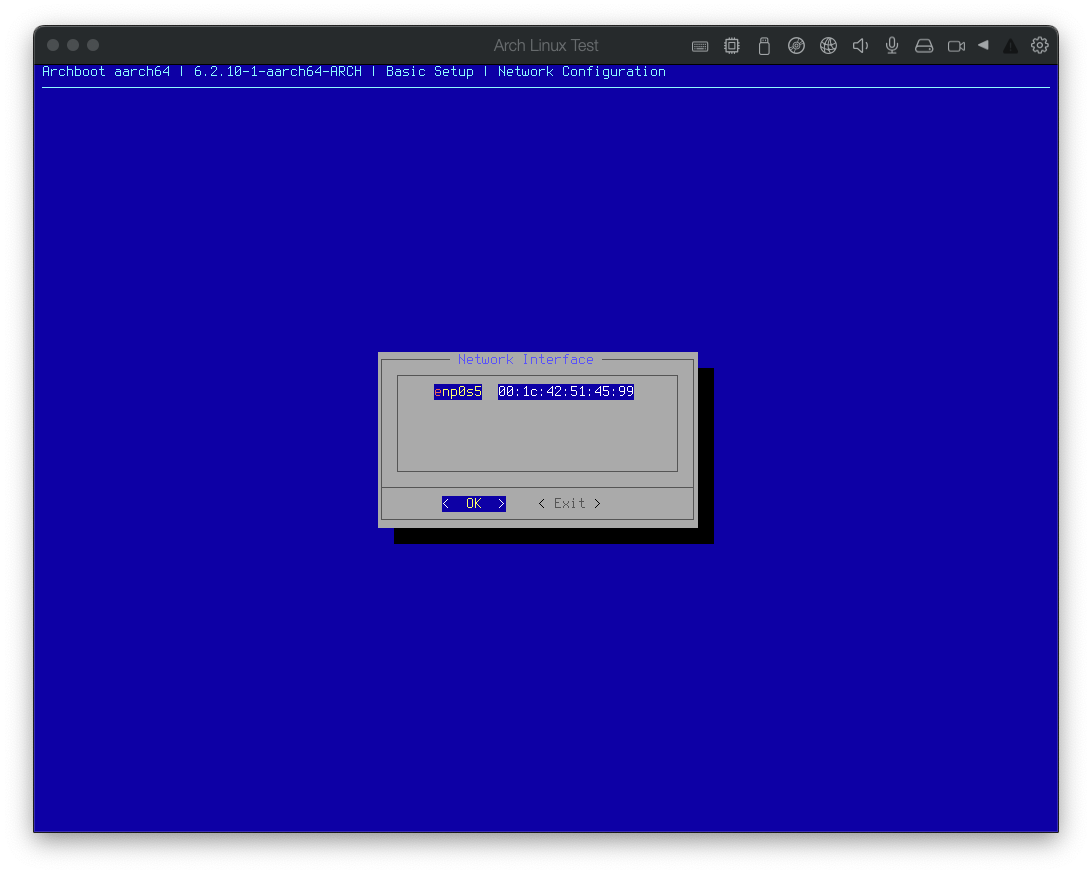 Arch Linux Test
Archboot aarch64 | 6.2.10-1-aarch64-ARCH | Basic Setup | Network Configuration
Network Interface
enp0s5 00:1c:42:51:45:99
< OK > < Exit >